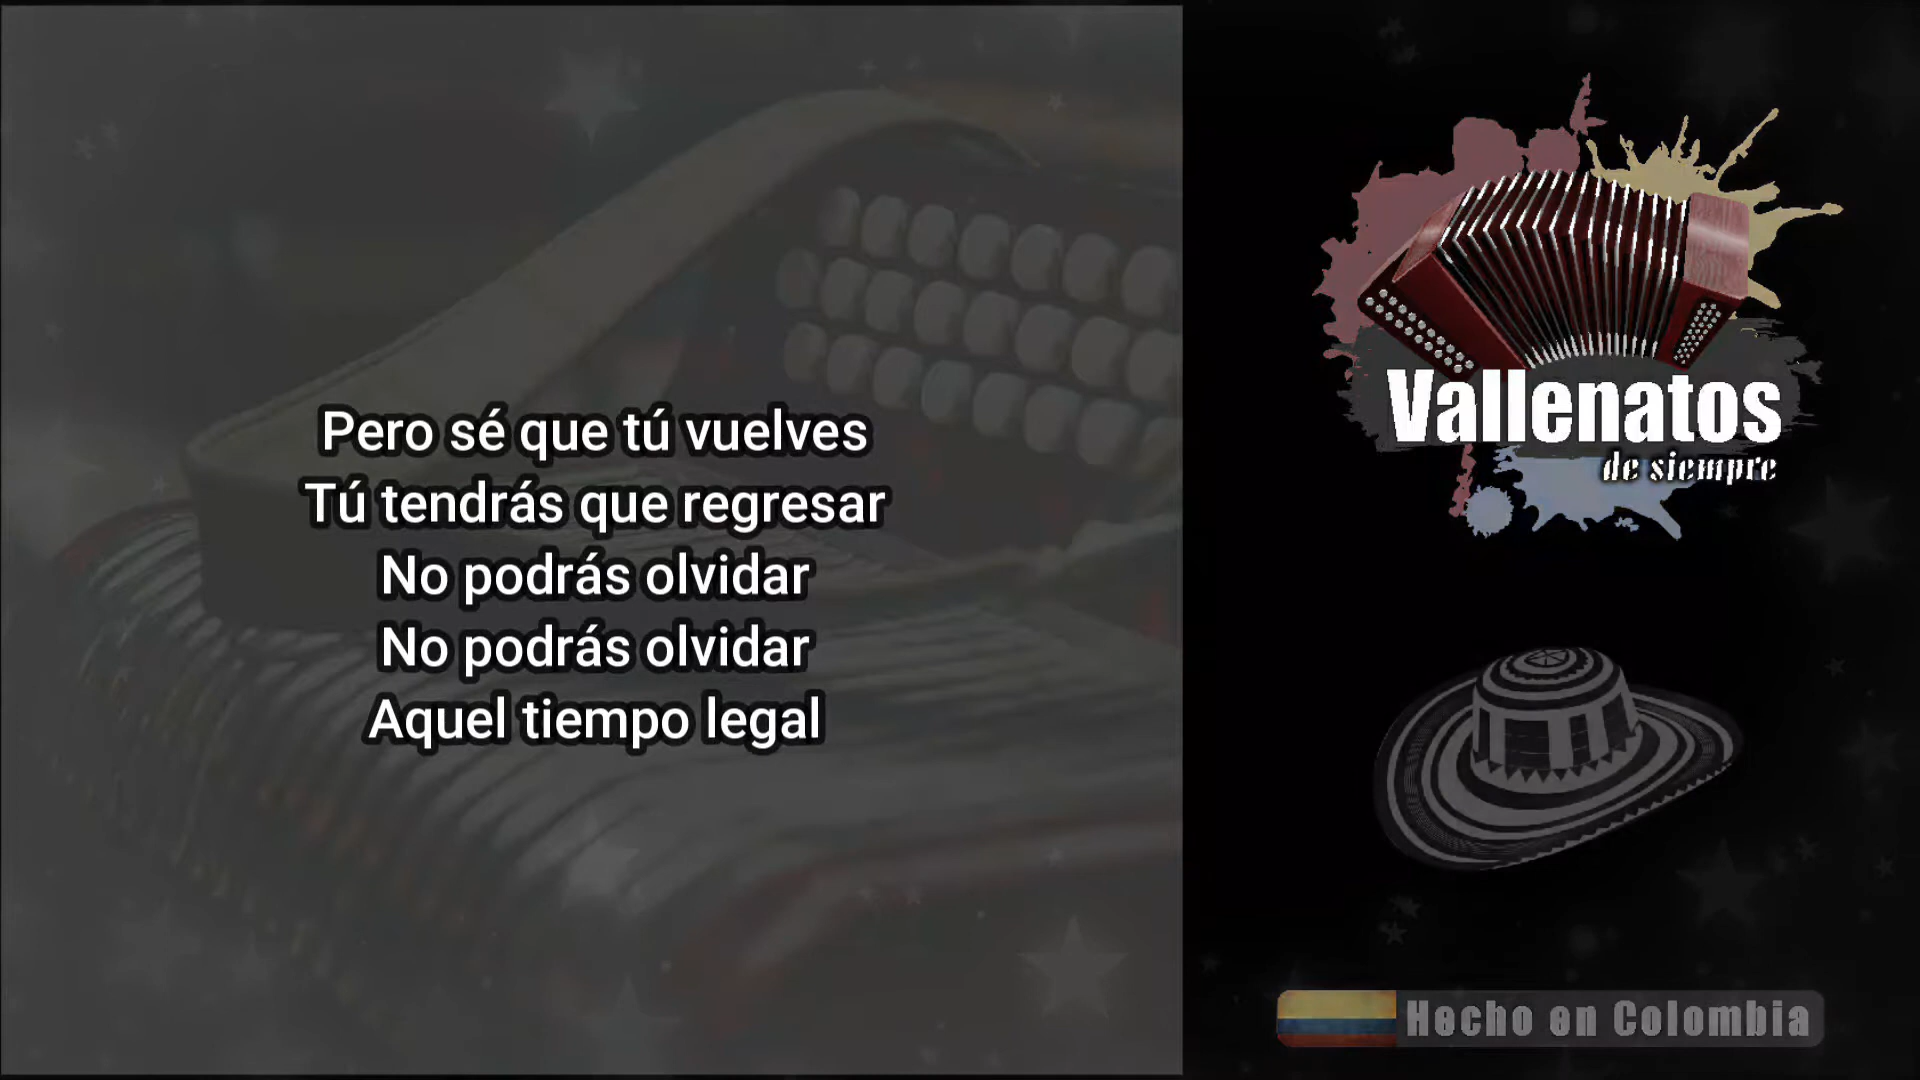 Pero sé que tú vuelves
Tú tendrás que regresar
No podrás olvidar
No podrás olvidar
Aquel tiempo legal
Vallenatos
de siempre
Hecho en Colombia